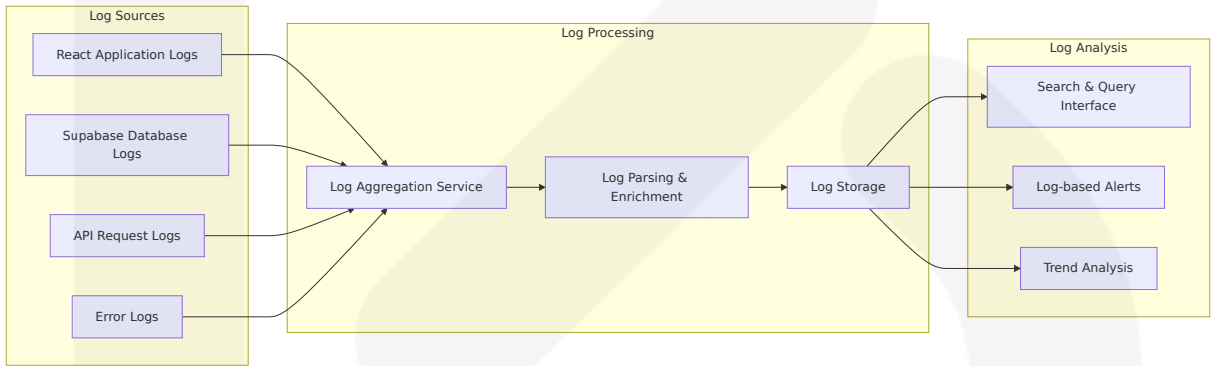 Log Sources
React Application Logs
Supabase Database
Logs
API Request Logs
Error Logs
Log Processing
Log Aggregation Service
Log Parsing &
Enrichment
Log Storage
Log Analysis
Search & Query
Interface
Log-based Alerts
Trend Analysis